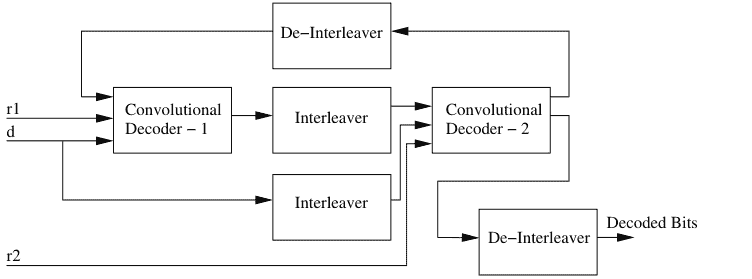 De−Interleaver
r1
Convolutional
Decoder − 1
Interleaver
Convolutional
Decoder − 2
d
Interleaver
Decoded Bits
De−Interleaver
r2